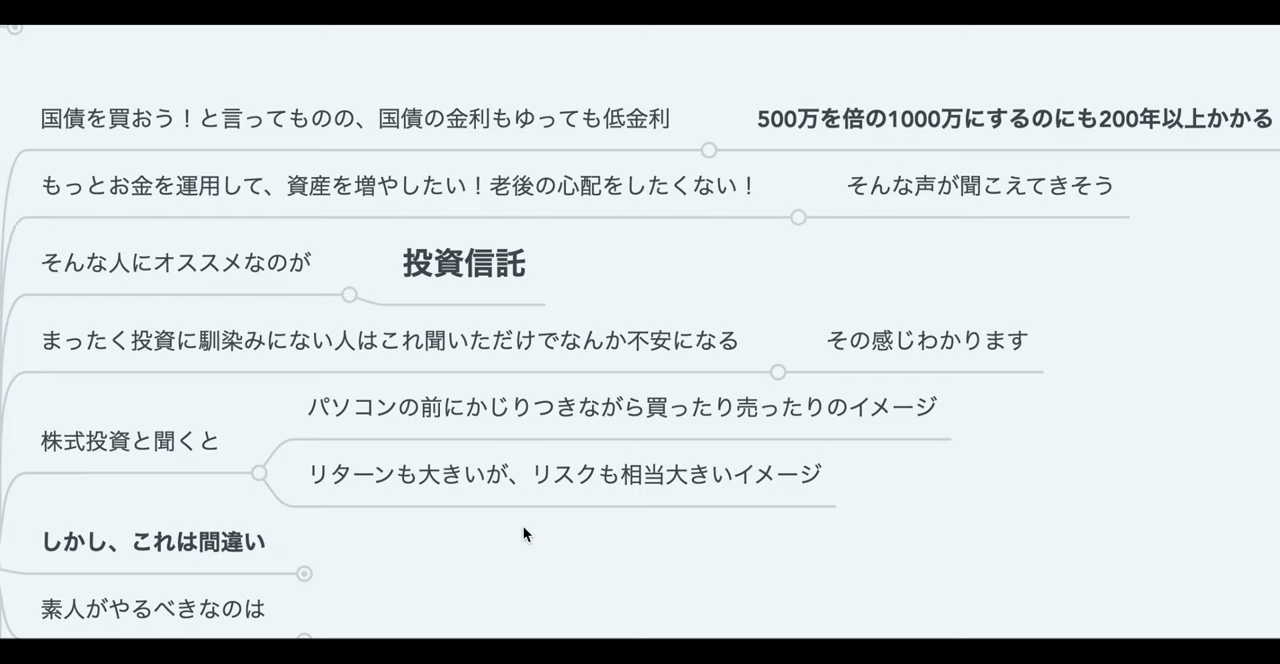 国債を買おう！と言ってものの、国債の金利もゆっても低金利 500万を倍の1000万にするのにも200年以上かかる
もっとお金を運用して、資産を増やしたい！老後の心配をしたくない！ そんな声が聞こえてきそう
そんな人にオススメなのが 投資信託
まったく投資に馴染みにない人はこれ聞いただけでなんか不安になる その感じわかります
株式投資と聞くと
パソコンの前にかじりつきながら買ったり売ったりのイメージ
リターンも大きいが、リスクも相当大きいイメージ
しかし、これは間違い
素人がやるべきなのは